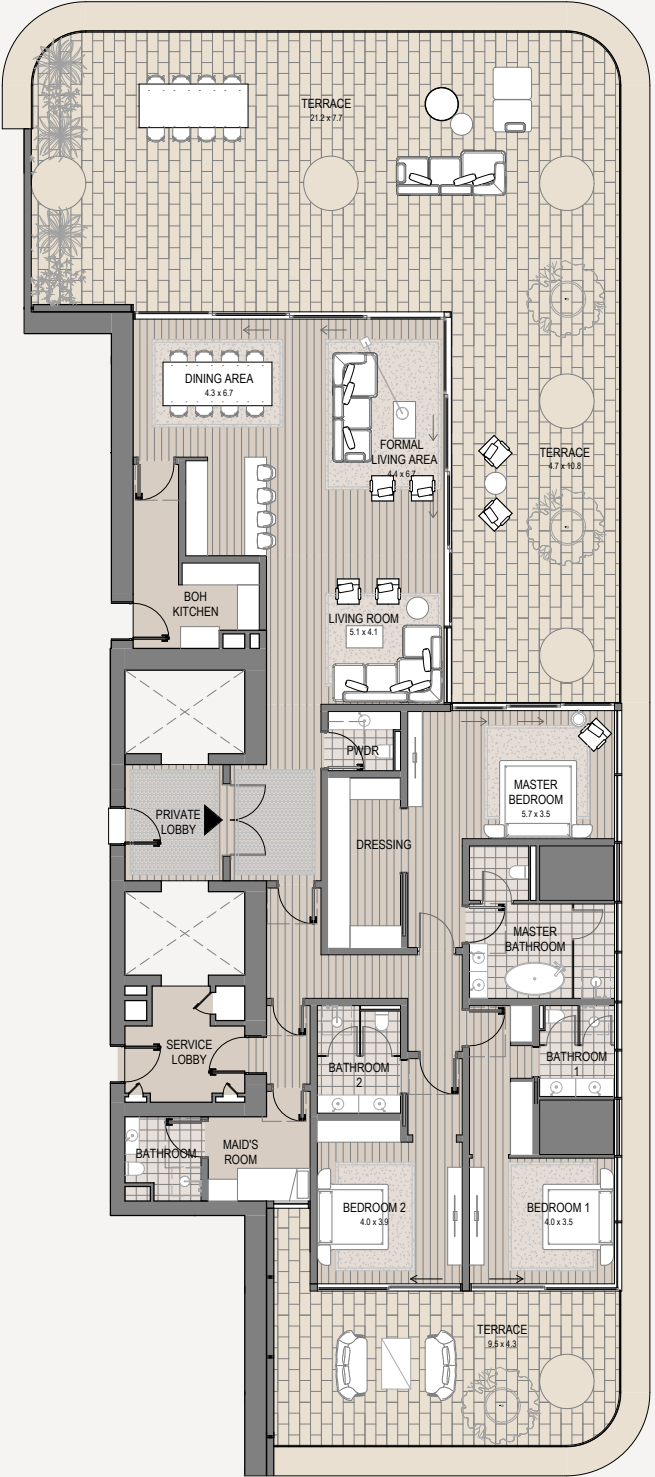 TERRACE
21.2 x 7.7
DINING AREA
4.3 x 6.7
FORMAL
LIVING AREA
4.4 x 6.7
TERRACE
4.7 x 10.8
BOH
KITCHEN
LIVING ROOM
5.1 x 4.1
PWDR
MASTER
BEDROOM
5.7 x 3.5
PRIVATE
LOBBY
DRESSING
MASTER
BATHROOM
SERVICE
LOBBY
BATHROOM
2
BATHROOM
1
BATHROOM
MAID'S
ROOM
BEDROOM 2
4.0 x 3.9
BEDROOM 1
4.0 x 3.5
TERRACE
9.5 x 4.3